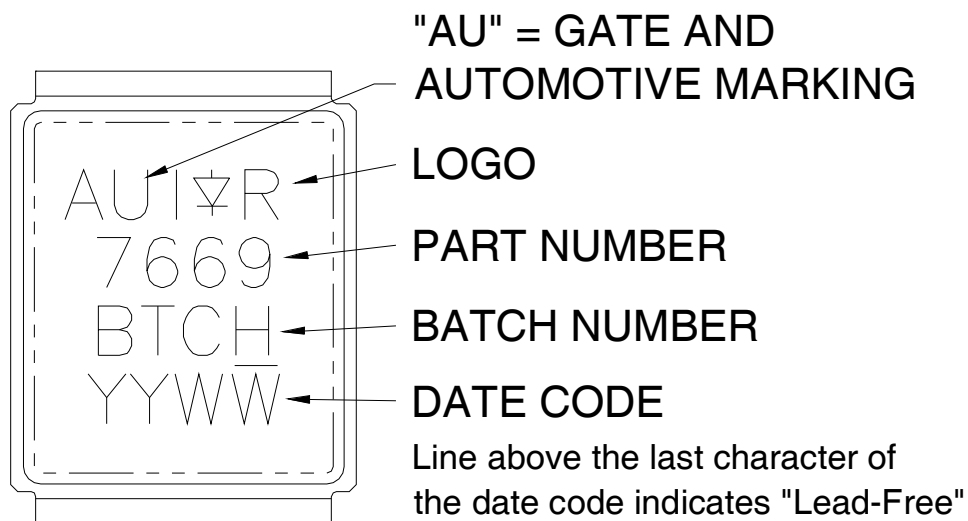 "AU" = GATE AND
AUTOMOTIVE MARKING
LOGO
PART NUMBER
BATCH NUMBER
DATE CODE
Line above the last character of
the date code indicates "Lead-Free"
AUI R
7669
BTCH
YYWW